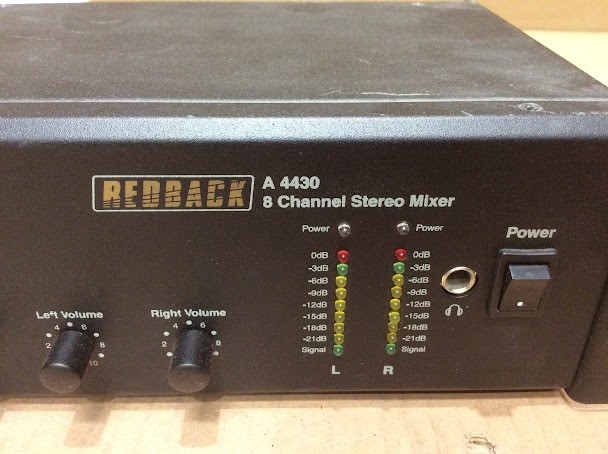 REDBACK
A 4430
8 Channel Stereo Mixer
Power
Power
Power
0dB
-3dB
-6dB
-9dB
-12dB
-15dB
-18dB
-21dB
Signal
L
0dB
-3dB
-6dB
-9dB
-12dB
-15dB
-18dB
-21dB
Signal
R
Left Volume
2 4 6 8 10
Right Volume
2 4 6 8